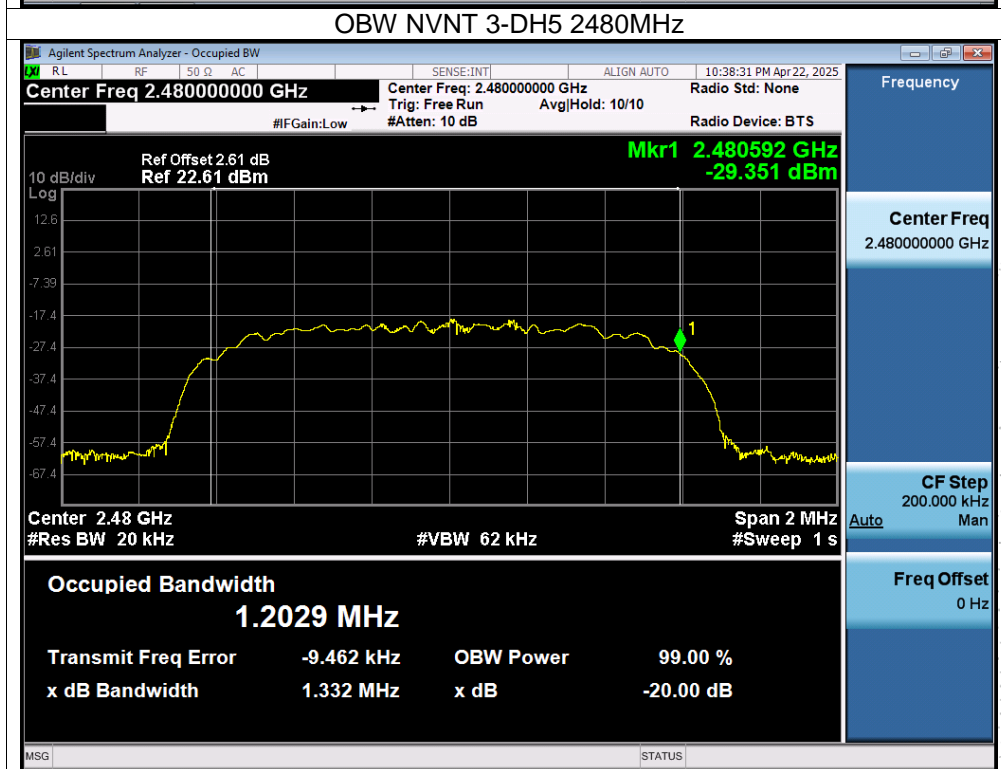 OBW NVNT 3-DH5 2480MHz
Agilent Spectrum Analyzer - Occupied BW
LXI RL RF 50 Ω AC SENSE:INT ALIGN AUTO 10:38:31 PM Apr 22, 2025
Center Freq 2.480000000 GHz
Center Freq: 2.480000000 GHz
Radio Std: None
Trig: Free Run Avg|Hold: 10/10
#IFGain:Low #Atten: 10 dB Radio Device: BTS
Frequency
Mkr1 2.480592 GHz
-29.351 dBm
Ref Offset 2.61 dB
10 dB/div Ref 22.61 dBm
Log
12.6
2.61
-7.39
-17.4
-27.4
-37.4
-47.4
-57.4
-67.4
1
Center 2.48 GHz Span 2 MHz
#Res BW 20 kHz #VBW 62 kHz #Sweep 1 s
Center Freq
2.480000000 GHz
CF Step
200.000 kHz
Auto Man
Freq Offset
0 Hz
Occupied Bandwidth
1.2029 MHz
Transmit Freq Error -9.462 kHz OBW Power 99.00 %
x dB Bandwidth 1.332 MHz x dB -20.00 dB
MSG STATUS